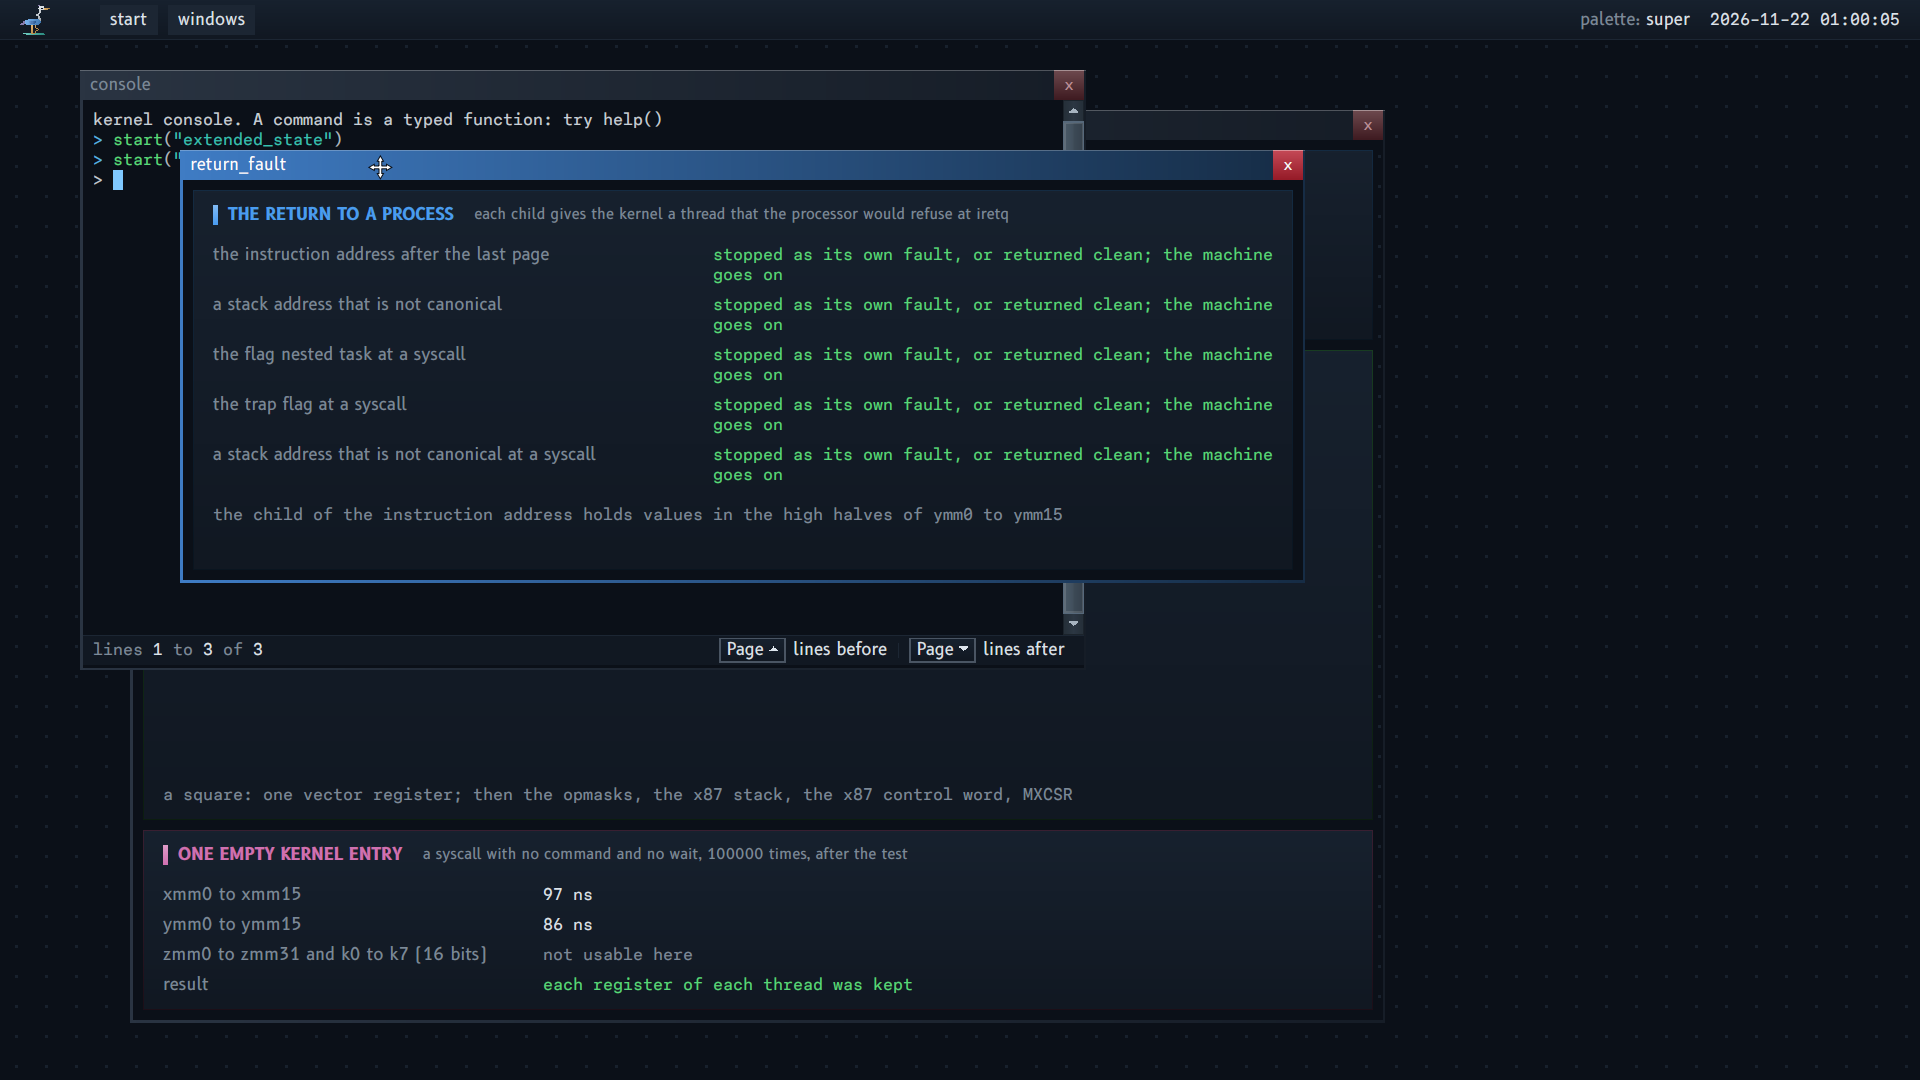 start windows palette: super 2026-11-22 01:00:05
console x
kernel console. A command is a typed function: try help()
> start("extended_state")
> start("
>
x
return_fault x
THE RETURN TO A PROCESS each child gives the kernel a thread that the processor would refuse at iretq
the instruction address after the last page stopped as its own fault, or returned clean; the machine
goes on
a stack address that is not canonical stopped as its own fault, or returned clean; the machine
goes on
the flag nested task at a syscall stopped as its own fault, or returned clean; the machine
goes on
the trap flag at a syscall stopped as its own fault, or returned clean; the machine
goes on
a stack address that is not canonical at a syscall stopped as its own fault, or returned clean; the machine
goes on
the child of the instruction address holds values in the high halves of ymm0 to ymm15
lines 1 to 3 of 3 Page lines before Page lines after
a square: one vector register; then the opmasks, the x87 stack, the x87 control word, MXCSR
ONE EMPTY KERNEL ENTRY a syscall with no command and no wait, 100000 times, after the test
xmm0 to xmm15 97 ns
ymm0 to ymm15 86 ns
zmm0 to zmm31 and k0 to k7 (16 bits) not usable here
result each register of each thread was kept